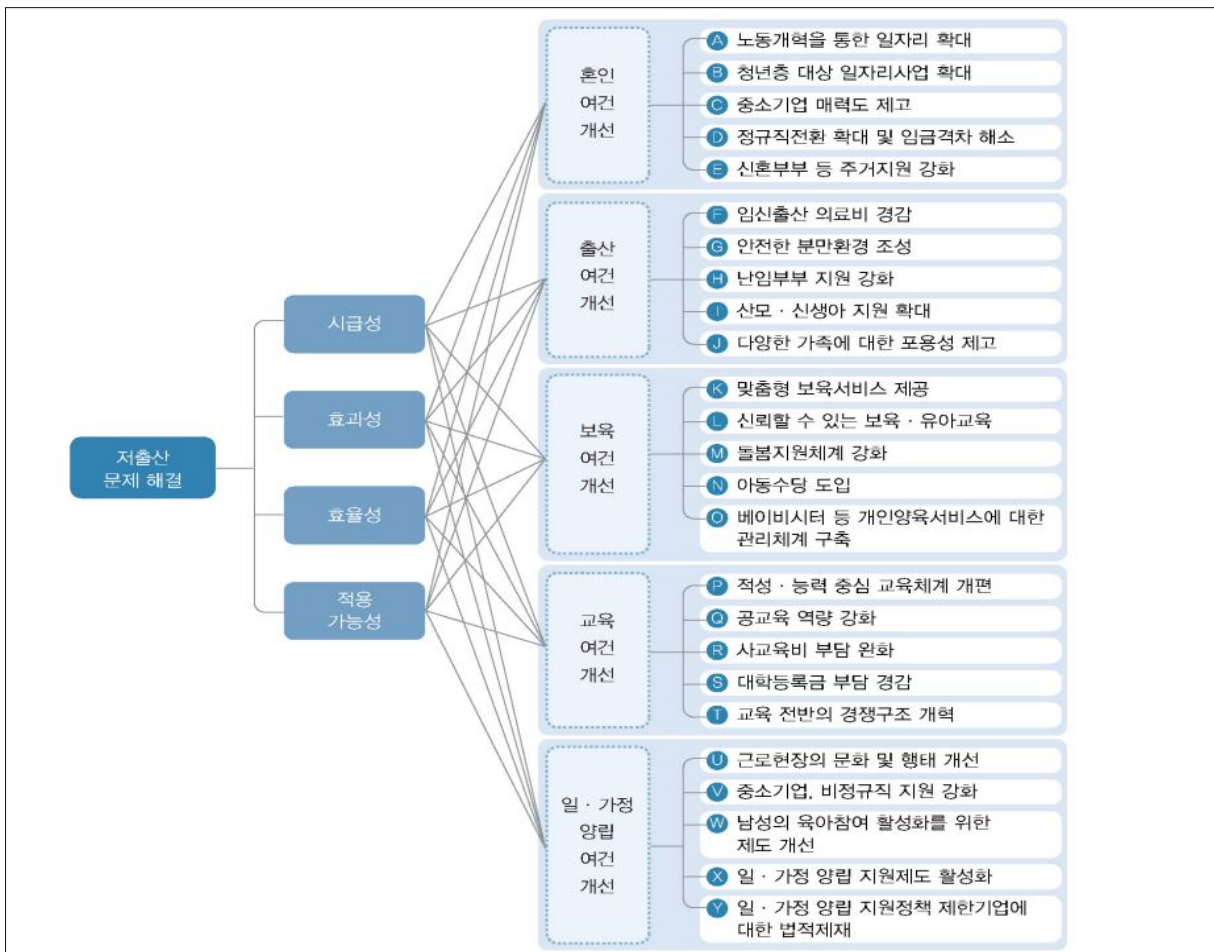 저출산
문제 해결
시급성
효과성
효율성
적용
가능성
혼인
여건
개선
A 노동개혁을 통한 일자리 확대
B 청년층 대상 일자리사업 확대
C 중소기업 매력도 제고
D 정규직전환 확대 및 임금격차 해소
E 신혼부부 등 주거지원 강화
출산
여건
개선
F 임신출산 의료비 경감
G 안전한 분만환경 조성
H 난임부부 지원 강화
I 산모 · 신생아 지원 확대
J 다양한 가족에 대한 포용성 제고
보육
여건
개선
K 맞춤형 보육서비스 제공
L 신뢰할 수 있는 보육 · 유아교육
M 돌봄지원체계 강화
N 아동수당 도입
O 베이비시터 등 개인양육서비스에 대한
관리체계 구축
교육
여건
개선
P 적성 · 능력 중심 교육체계 개편
Q 공교육 역량 강화
R 사교육비 부담 완화
S 대학등록금 부담 경감
T 교육 전반의 경쟁구조 개혁
일 · 가정
양립
여건
개선
U 근로현장의 문화 및 행태 개선
V 중소기업, 비정규직 지원 강화
W 남성의 육아참여 활성화를 위한
제도 개선
X 일 · 가정 양립 지원제도 활성화
Y 일 · 가정 양립 지원정책 제한기업에
대한 법적제재